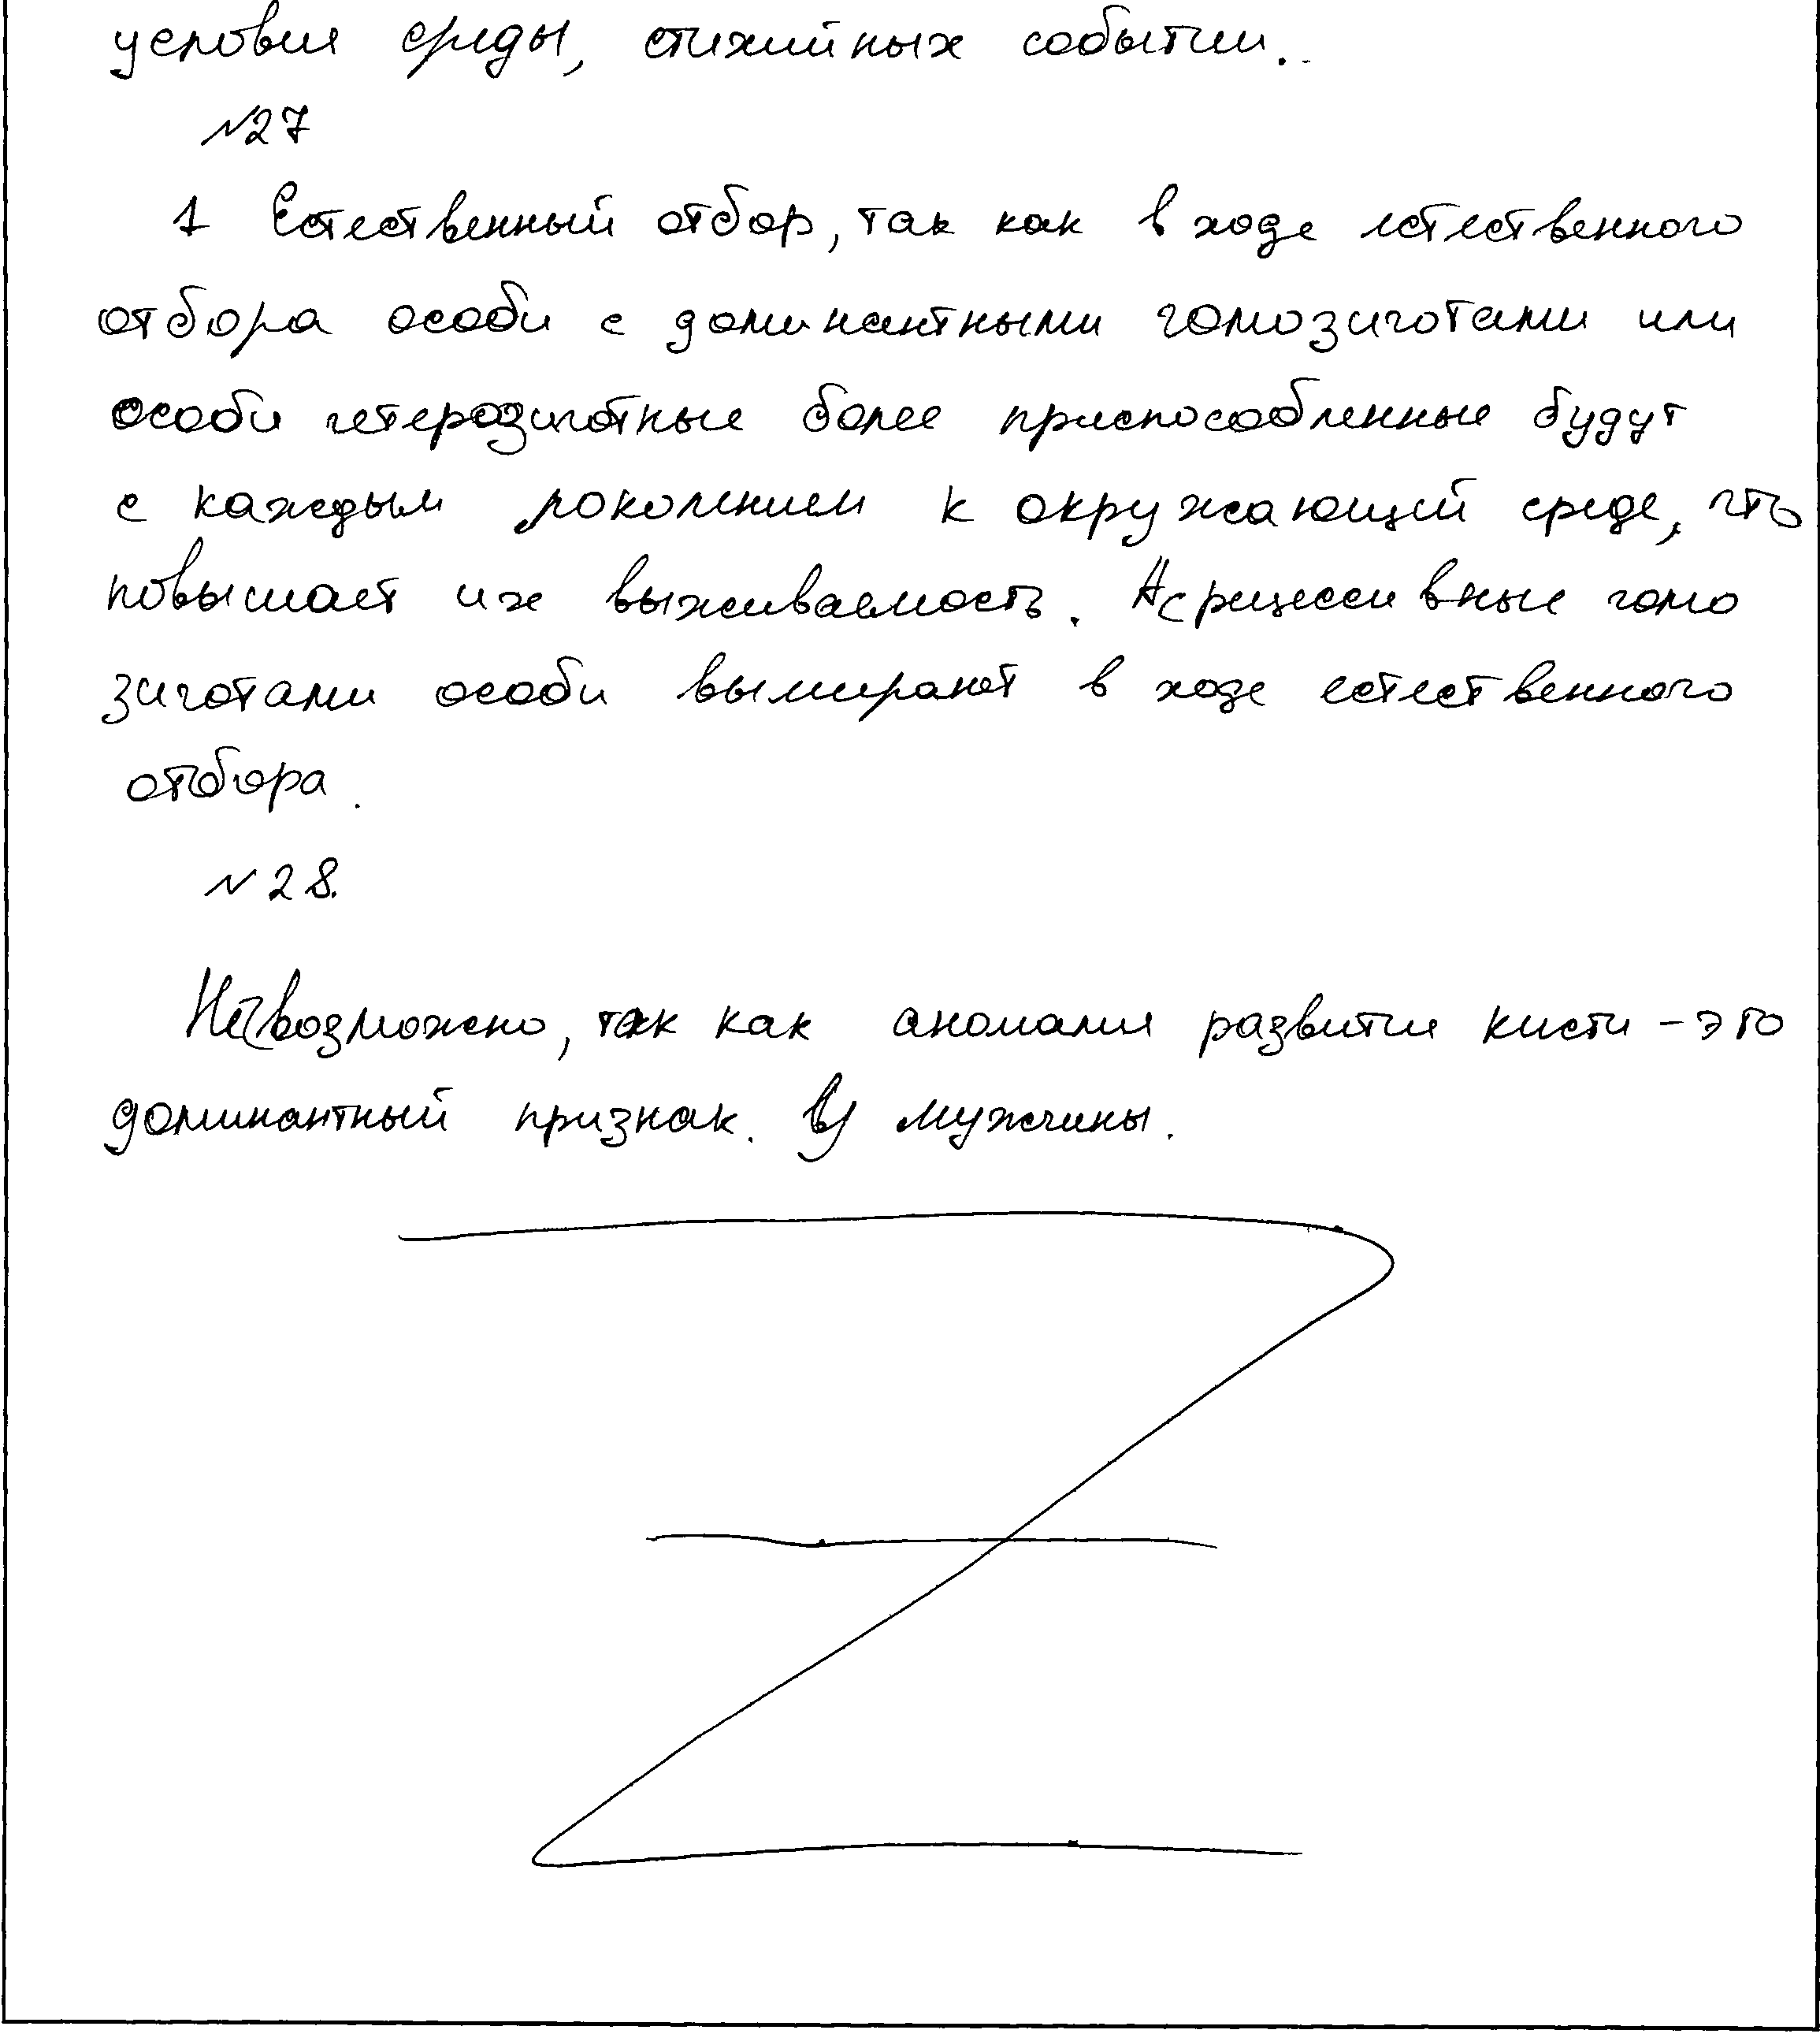 условия среды, стихийных событии..
№27
1 Естественный отбор, так как в ходе естественного
отбора особи с доминантными гомозиготами или
особи гетерозиготные более приспособленные будут
с каждым поколением к окружающий среде, что
повышает их выживаемость. А с рецессивные гомо
зиготами особи вымирают в ходе естественного
отбора.
№28.
Невозможно, так как аномалия развития кисти - это
доминантный признак. У мужчины.